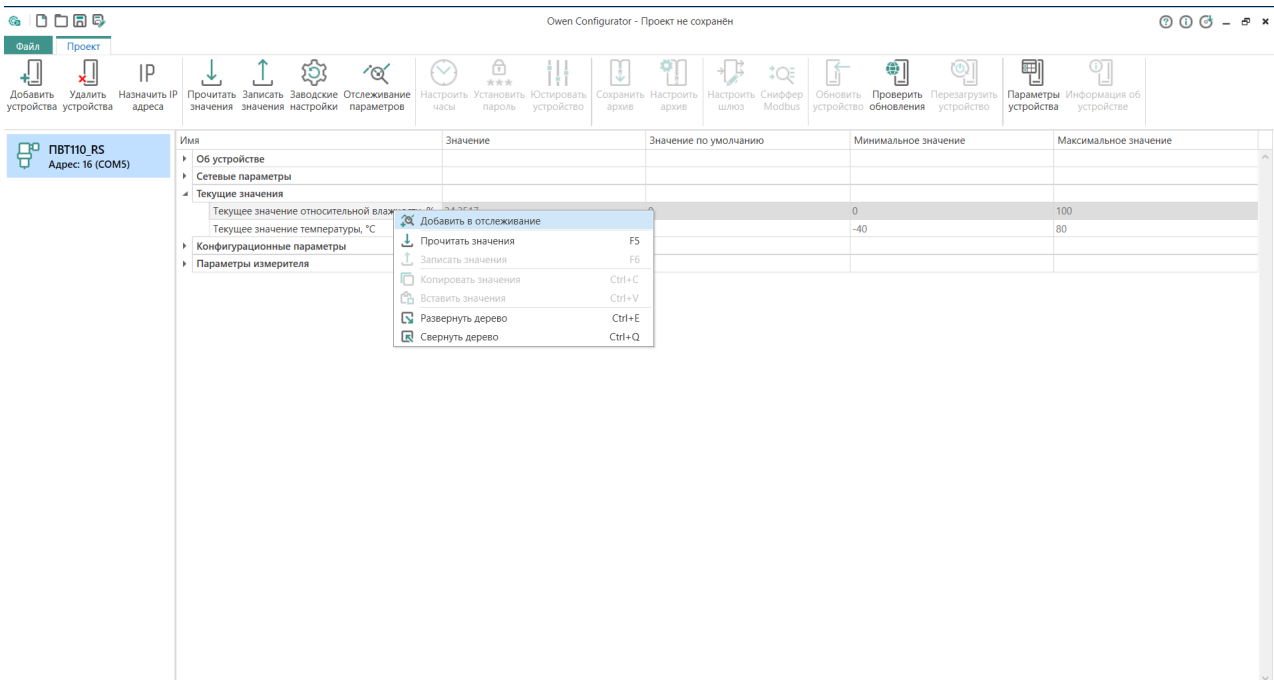 Owen Configurator - Проект не сохранён
Файл Проект
Добавить устройства
Удалить устройства
Назначить IP адреса
Прочитать значения
Записать значения
Заводские настройки
Отслеживание параметров
Настроить часы
Установить пароль
Юстировать устройство
Сохранить архив
Настроить архив
Настроить шлюз
Сниффер Modbus
Обновить устройство
Проверить обновления
Перезагрузить устройство
Параметры устройства
Информация об устройстве
IP
ПВТ110_RS
Адрес: 16 (COM5)
Имя Значение Значение по умолчанию Минимальное значение Максимальное значение
Об устройстве
Сетевые параметры
Текущие значения
Текущее значение относительной 0 100
Текущее значение температуры, °C -40 80
Конфигурационные параметры
Параметры измерителя
Добавить в отслеживание
Прочитать значения F5
Записать значения F6
Копировать значения Ctrl+C
Вставить значения Ctrl+V
Развернуть дерево Ctrl+E
Свернуть дерево Ctrl+Q